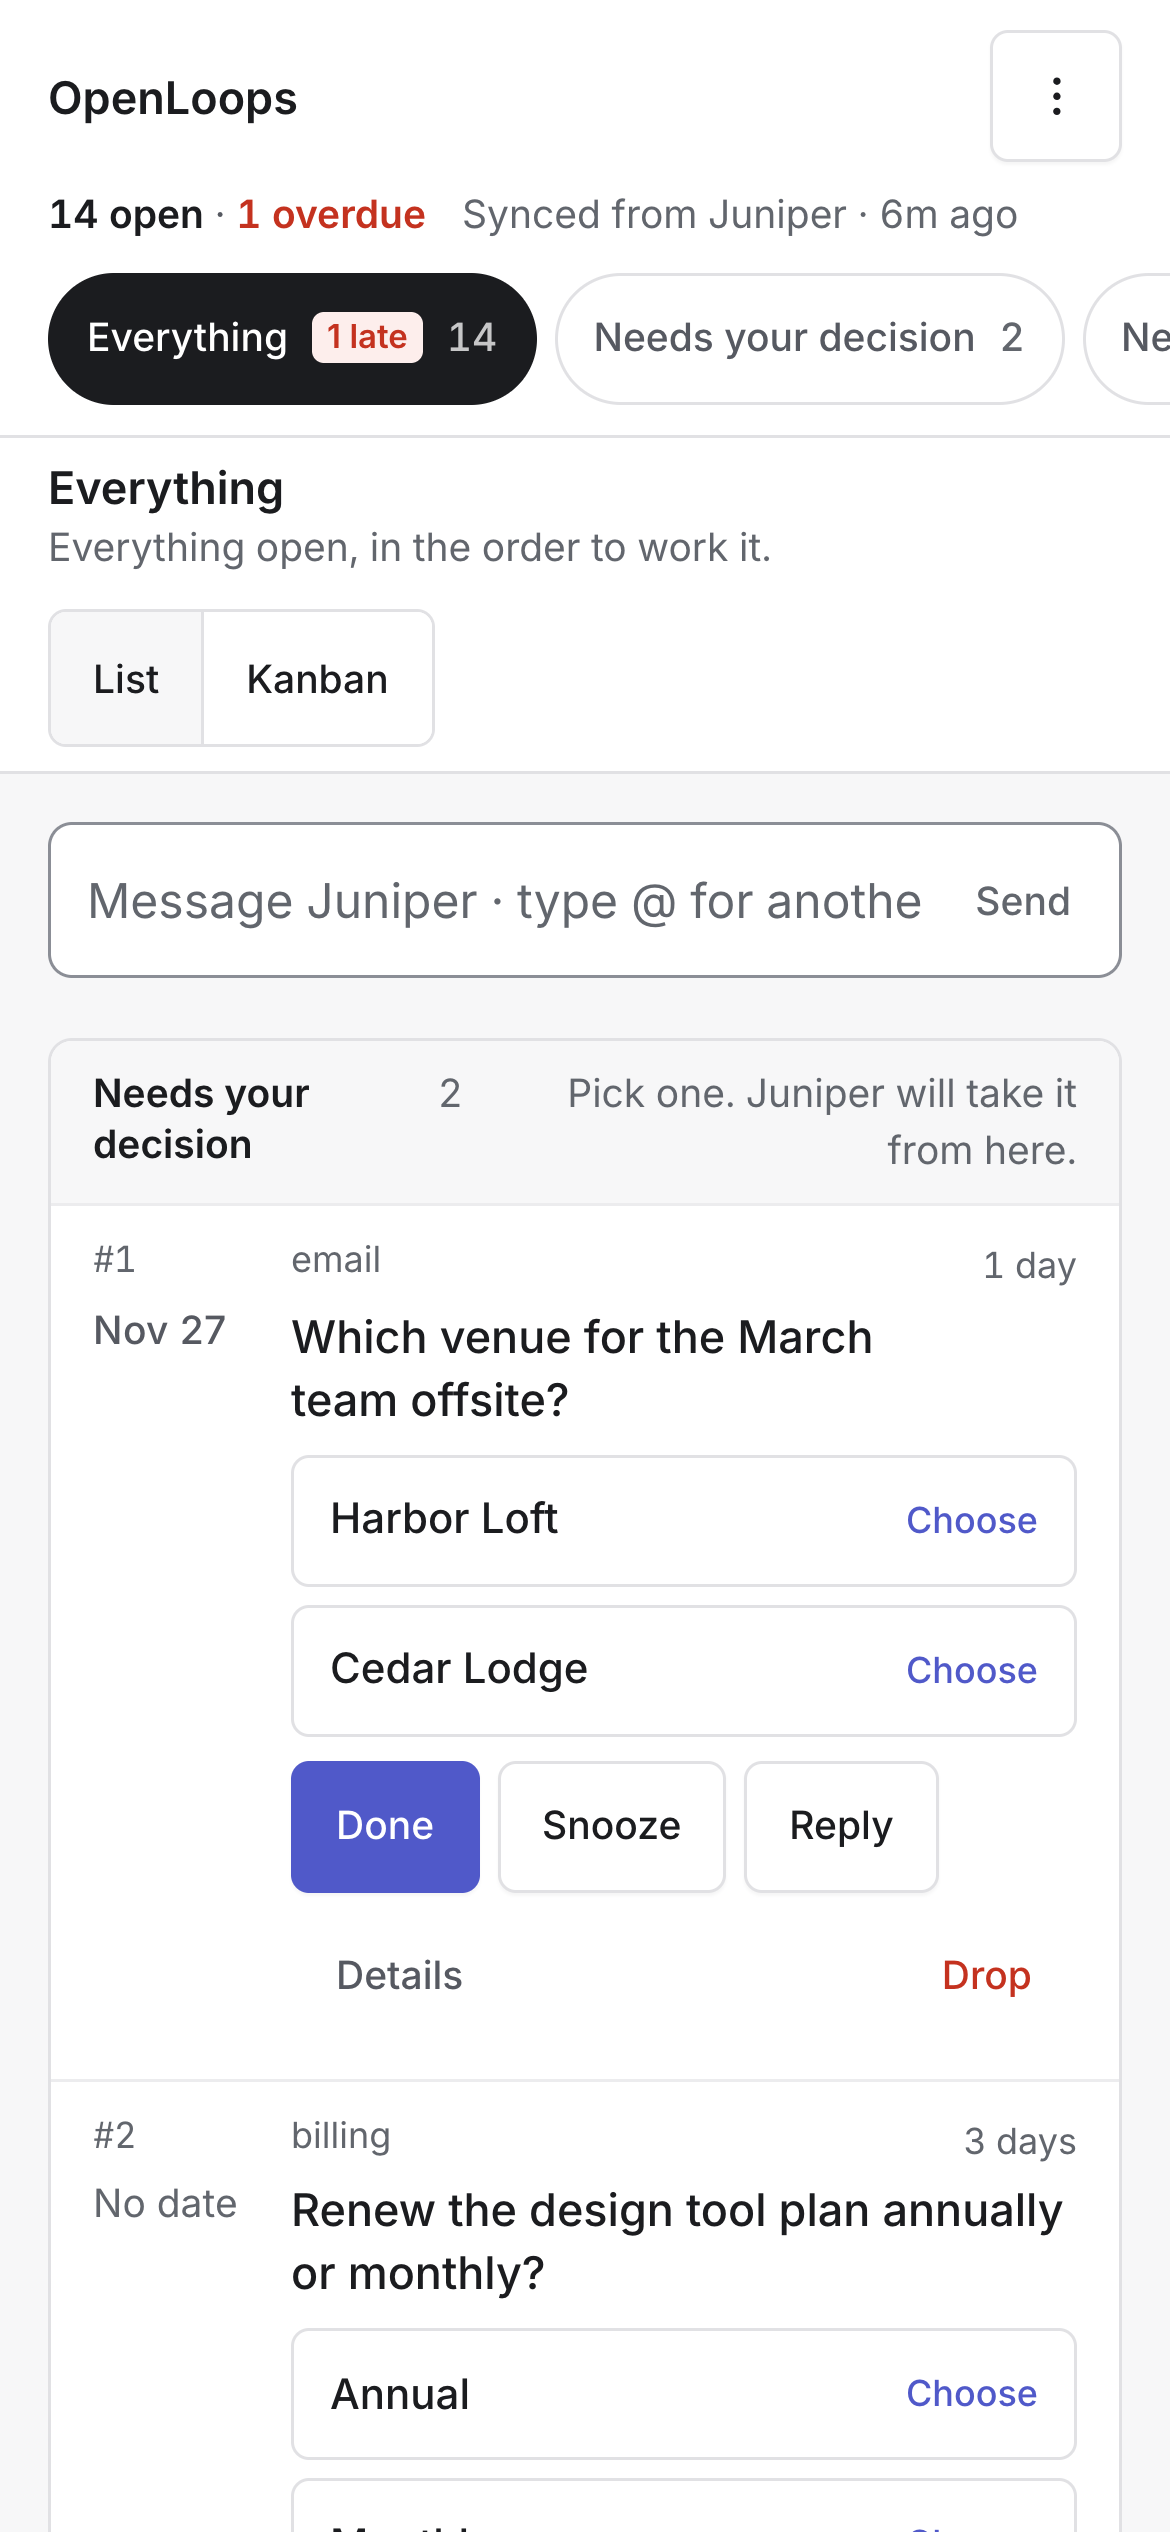 OpenLoops
14 open · 1 overdue Synced from Juniper · 6m ago
Everything 1 late 14 Needs your decision 2
Everything
Everything open, in the order to work it.
List Kanban
Message Juniper · type @ for anothe Send
Needs your decision 2 Pick one. Juniper will take it from here.
#1 email 1 day
Nov 27 Which venue for the March
team offsite?
Harbor Loft Choose
Cedar Lodge Choose
Done Snooze Reply
Details Drop
#2 billing 3 days
No date Renew the design tool plan annually
or monthly?
Annual Choose